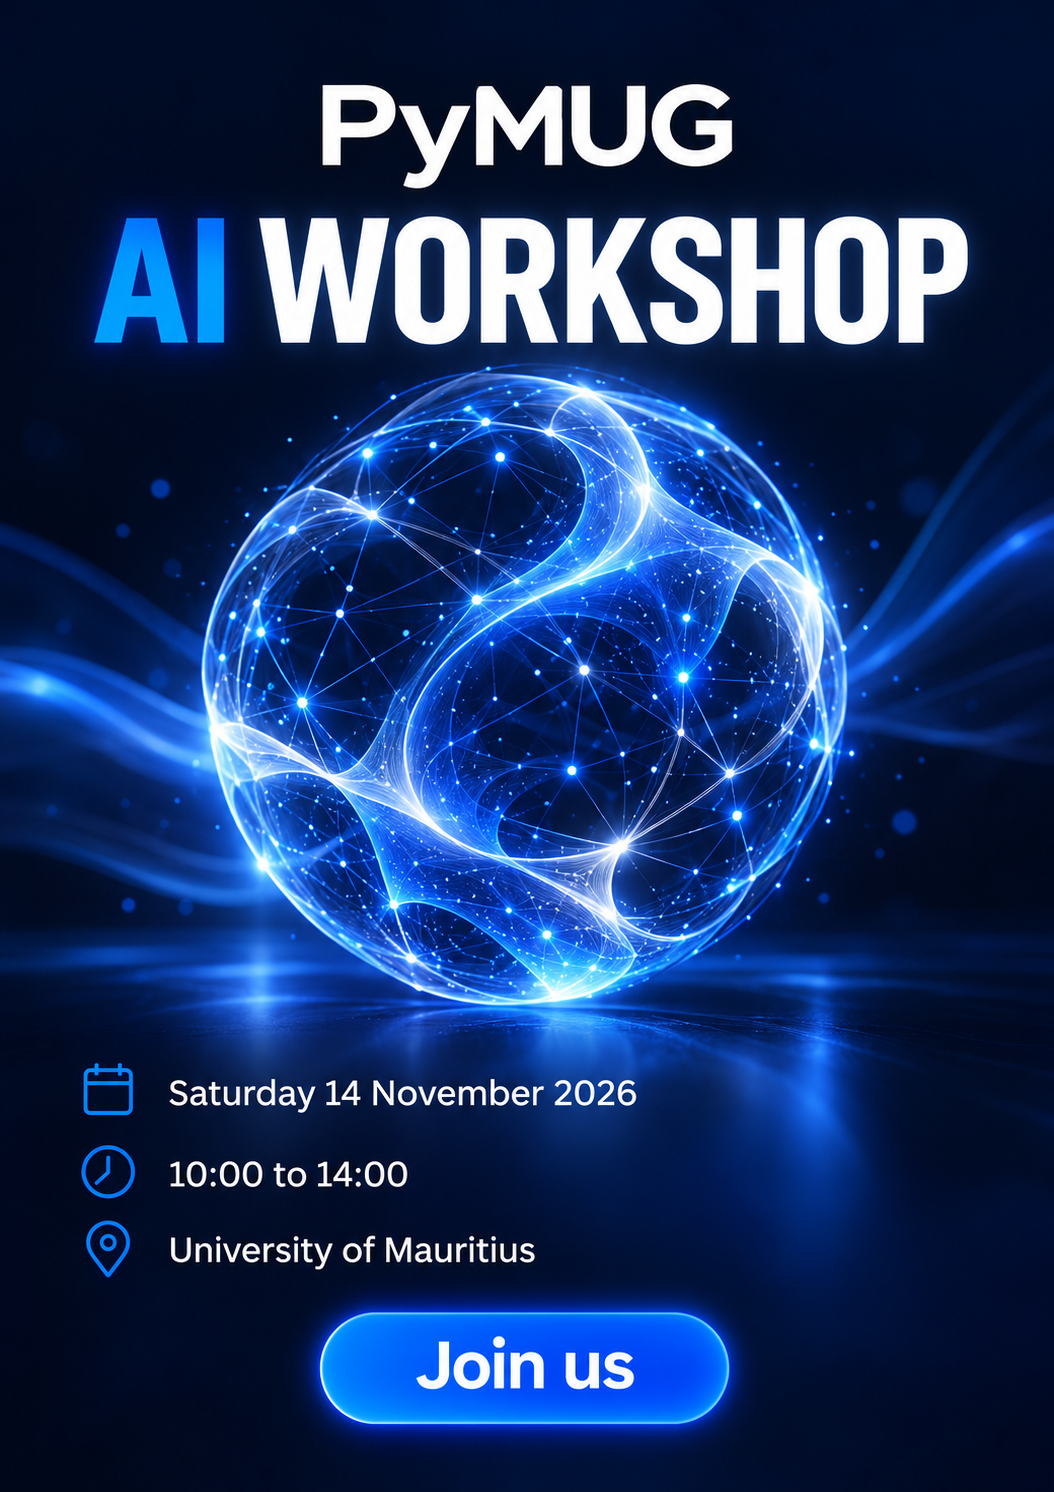 PyMUG
AI WORKSHOP
Saturday 14 November 2026
10:00 to 14:00
University of Mauritius
Join us